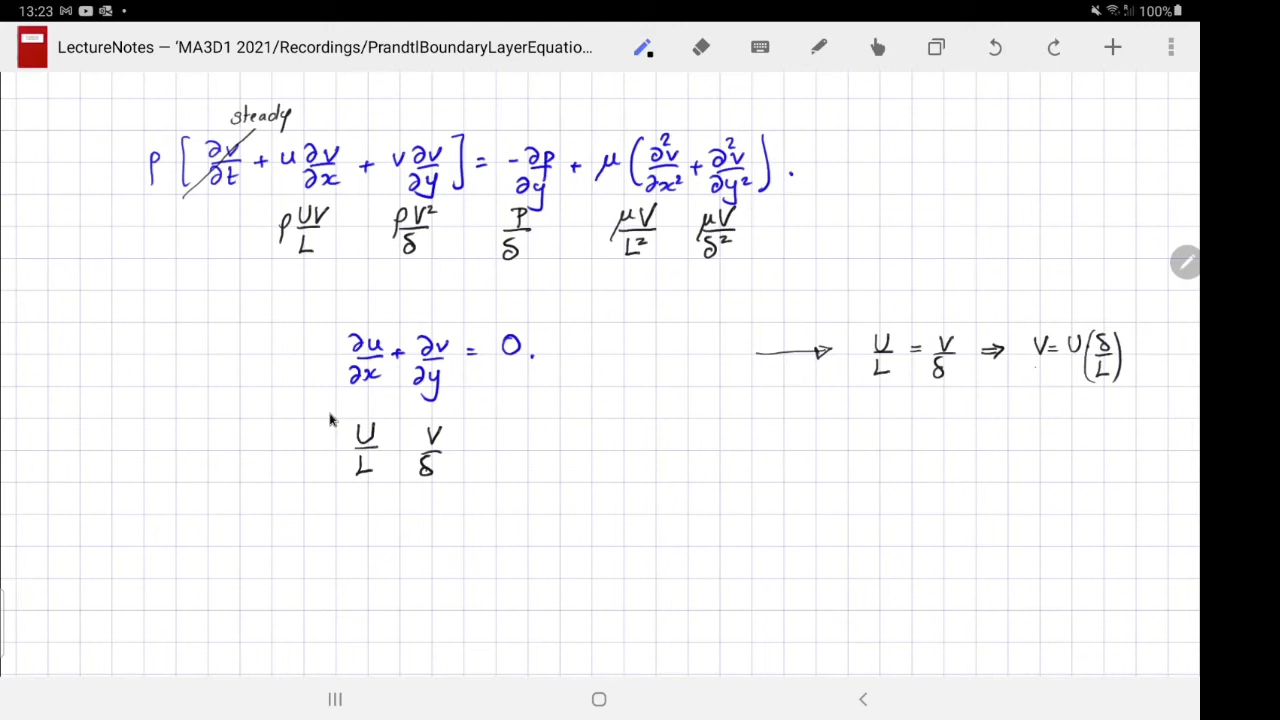 13:23 100%
LectureNotes — ‘MA3D1 2021/Recordings/PrandtlBoundaryLayerEquatio...
steady
ρ [ ∂v/∂t + u ∂v/∂x + v ∂v/∂y ] = - ∂p/∂y + μ ( ∂²v/∂x² + ∂²v/∂y² ) .
ρ UV/L ρV²/δ P/δ μV/L² μV/δ²
∂u/∂x + ∂v/∂y = 0 . → U/L = V/δ ⇒ V = U (δ/L)
U/L V/δ